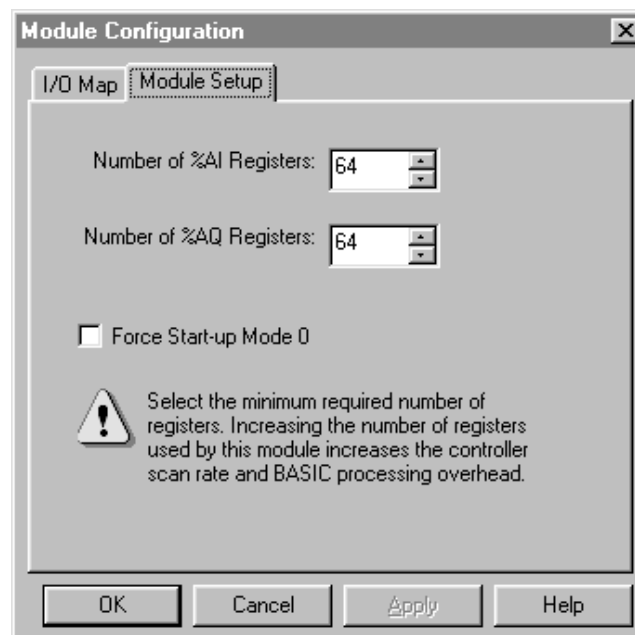 Module Configuration
I/O Map
Module Setup
Number of %AI Registers: 64
Number of %AQ Registers: 64
Force Start-up Mode 0
Select the minimum required number of
registers. Increasing the number of registers
used by this module increases the controller
scan rate and BASIC processing overhead.
OK
Cancel
Apply
Help